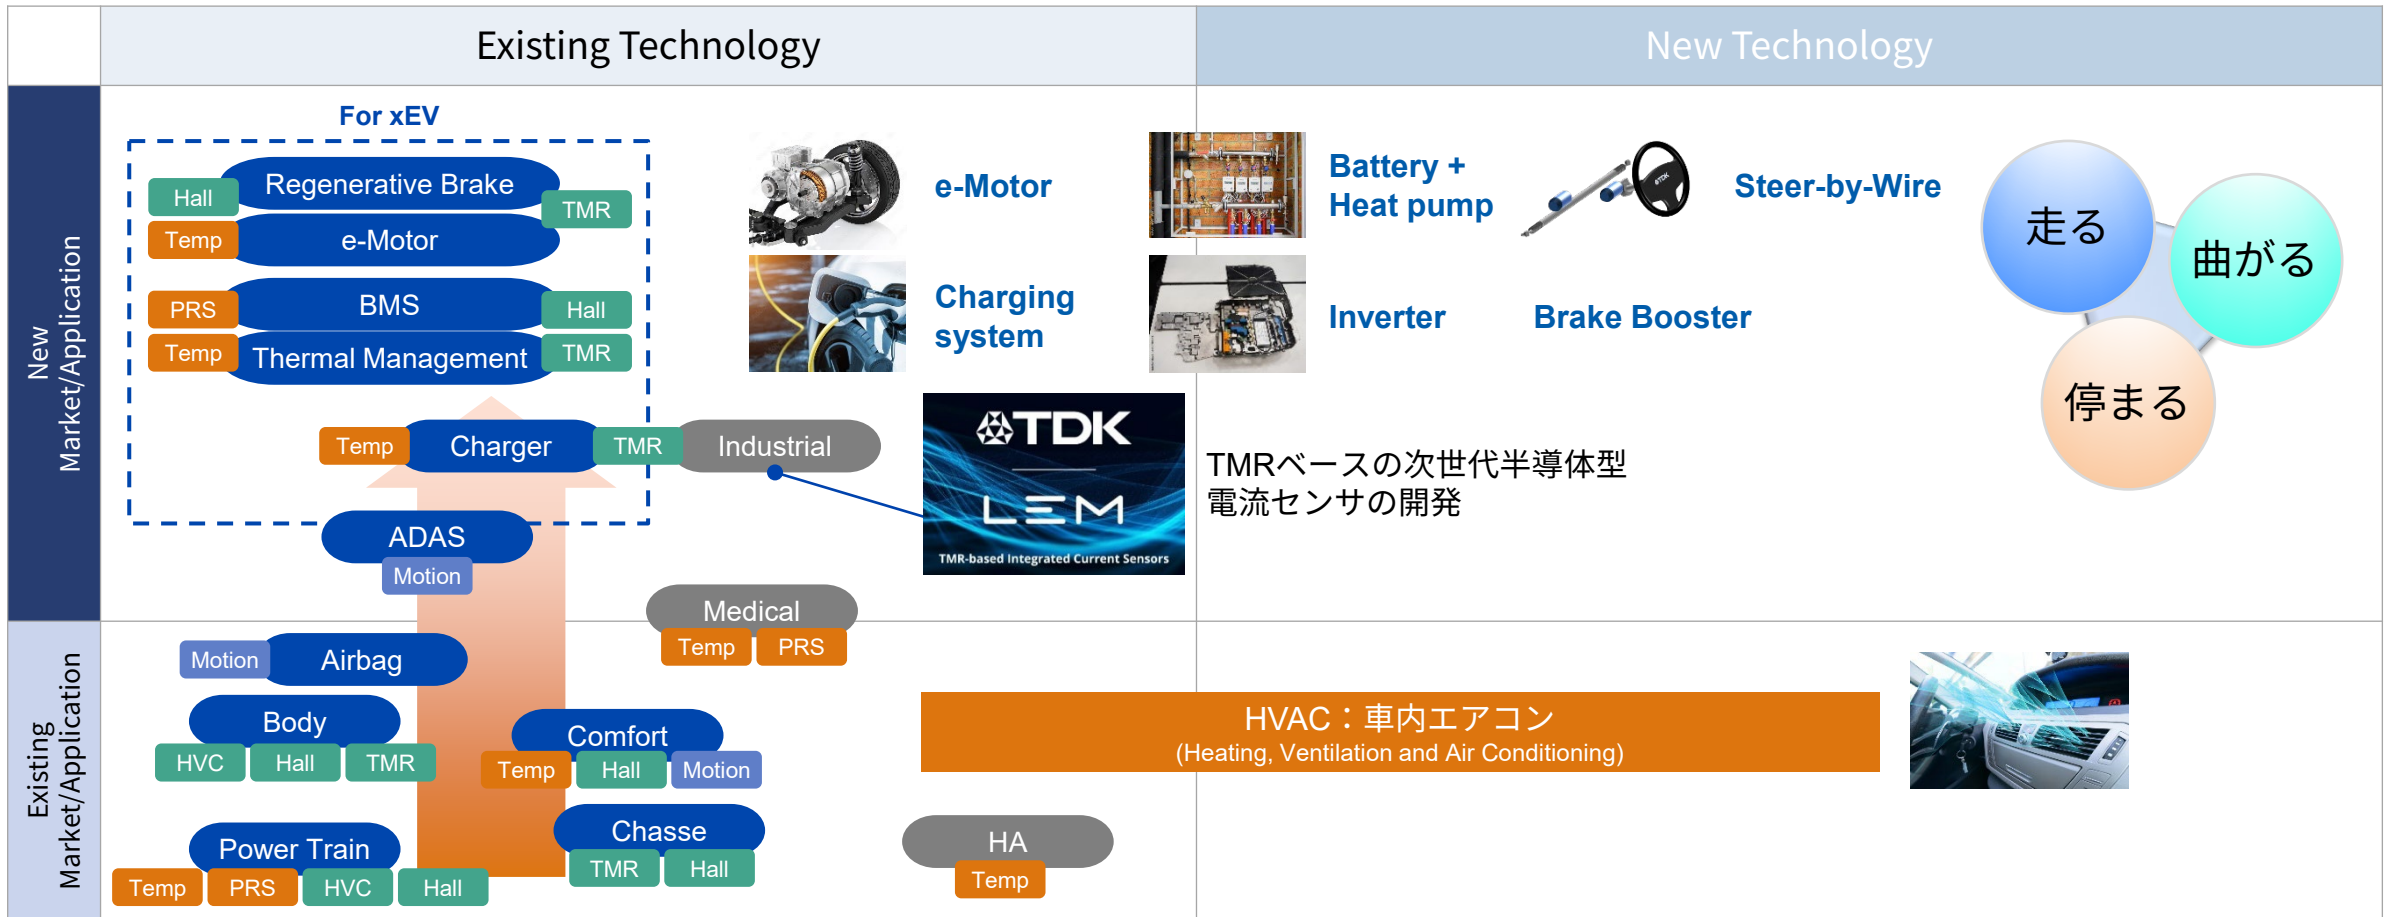 Existing Technology
New Technology
New
Market/Application
For xEV
Regenerative Brake
Hall
TMR
e-Motor
Temp
BMS
PRS
Hall
Thermal Management
Temp
TMR
Temp
Charger
TMR
Industrial
ADAS
Motion
e-Motor
Charging
system
Battery +
Heat pump
Inverter
TDK
Steer-by-Wire
Brake Booster
走る
曲がる
停まる
TDK
LEM
TMR-based Integrated Current Sensors
TMRベースの次世代半導体型
電流センサの開発
Medical
Temp
PRS
Existing
Market/Application
Motion
Airbag
Body
HVC
Hall
TMR
Comfort
Temp
Hall
Motion
Power Train
Temp
PRS
HVC
Hall
Chasse
TMR
Hall
HVAC：車内エアコン
(Heating, Ventilation and Air Conditioning)
HA
Temp